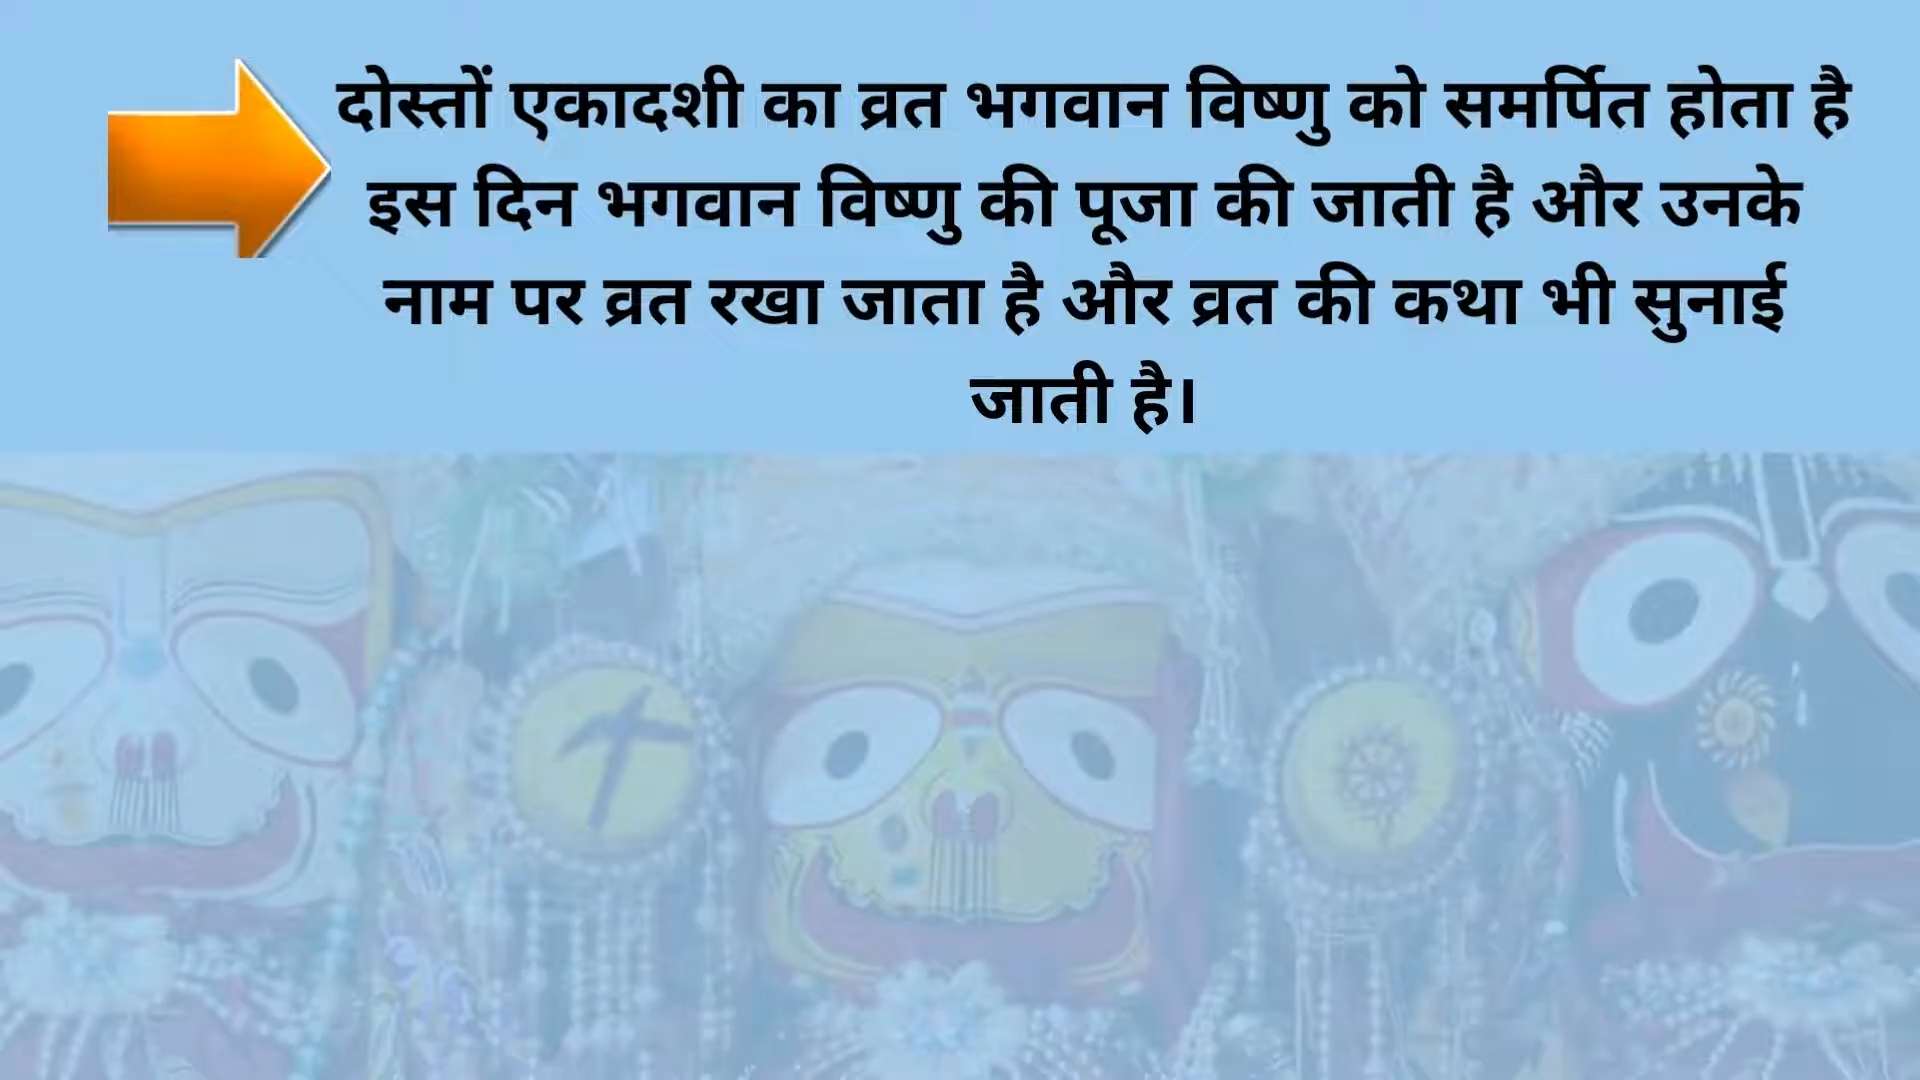 दोस्तों एकादशी का व्रत भगवान विष्णु को समर्पित होता है
इस दिन भगवान विष्णु की पूजा की जाती है और उनके
नाम पर व्रत रखा जाता है और व्रत की कथा भी सुनाई
जाती है।